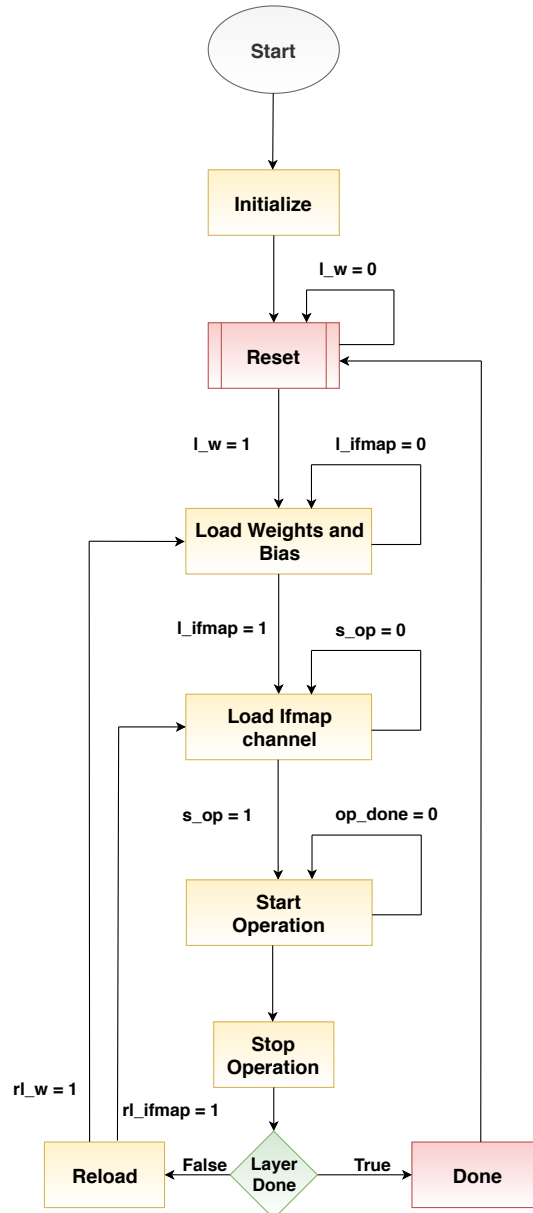 Start
Initialize
l_w = 0
Reset
l_w = 1
l_ifmap = 0
Load Weights and
Bias
l_ifmap = 1
s_op = 0
Load Ifmap
channel
s_op = 1
op_done = 0
Start
Operation
Stop
Operation
rl_w = 1
rl_ifmap = 1
Reload
False
Layer
Done
True
Done